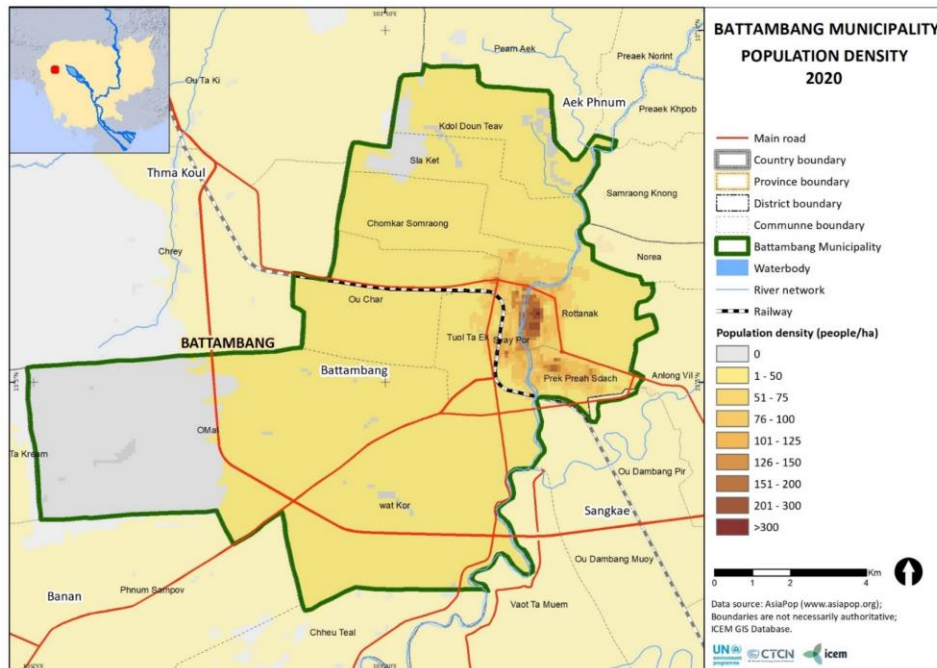 BATTAMBANG MUNICIPALITY
POPULATION DENSITY
2020
Main road
Country boundary
Province boundary
District boundary
Communne boundary
Battambang Municipality
Waterbody
River network
Railway
Population density (people/ha)
0
1 - 50
51 - 75
76 - 100
101 - 125
126 - 150
151 - 200
201 - 300
>300
0 1 2 4 Km
Data source: AsiaPop (www.asiapop.org);
Boundaries are not necessarily authoritative;
ICEM GIS Database.
UN
environment
programme
CTCN
icem
Peam Aek
Preaek Norint
Ou Ta Ki
Aek Phnum
Preaek Khpob
Kdol Doun Teav
Sla Ket
Thma Koul
Samraong Knong
Chomkar Somraong
Chrey
Norea
Ou Char
Rottanak
Tuol Ta Ek
Svay Por
BATTAMBANG
Battambang
Prek Preah Sdach
Anlong Vil
OMal
Ta Kream
Ou Dambang Pir
wat Kor
Sangkae
Ou Dambang Muoy
Banan
Phnum Sampov
Vaot Ta Muem
Chheu Teal